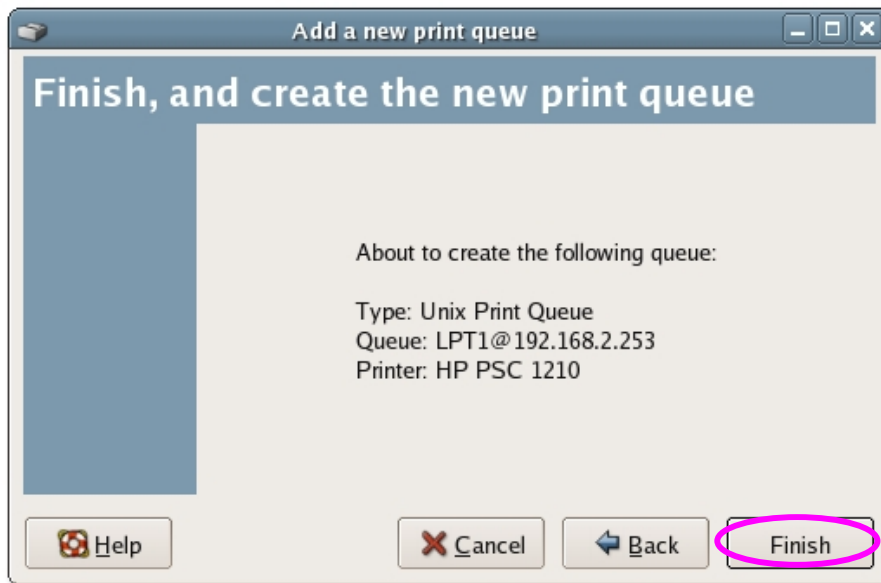 Add a new print queue
Finish, and create the new print queue
About to create the following queue:
Type: Unix Print Queue
Queue: LPT1@192.168.2.253
Printer: HP PSC 1210
Help
Cancel
Back
Finish